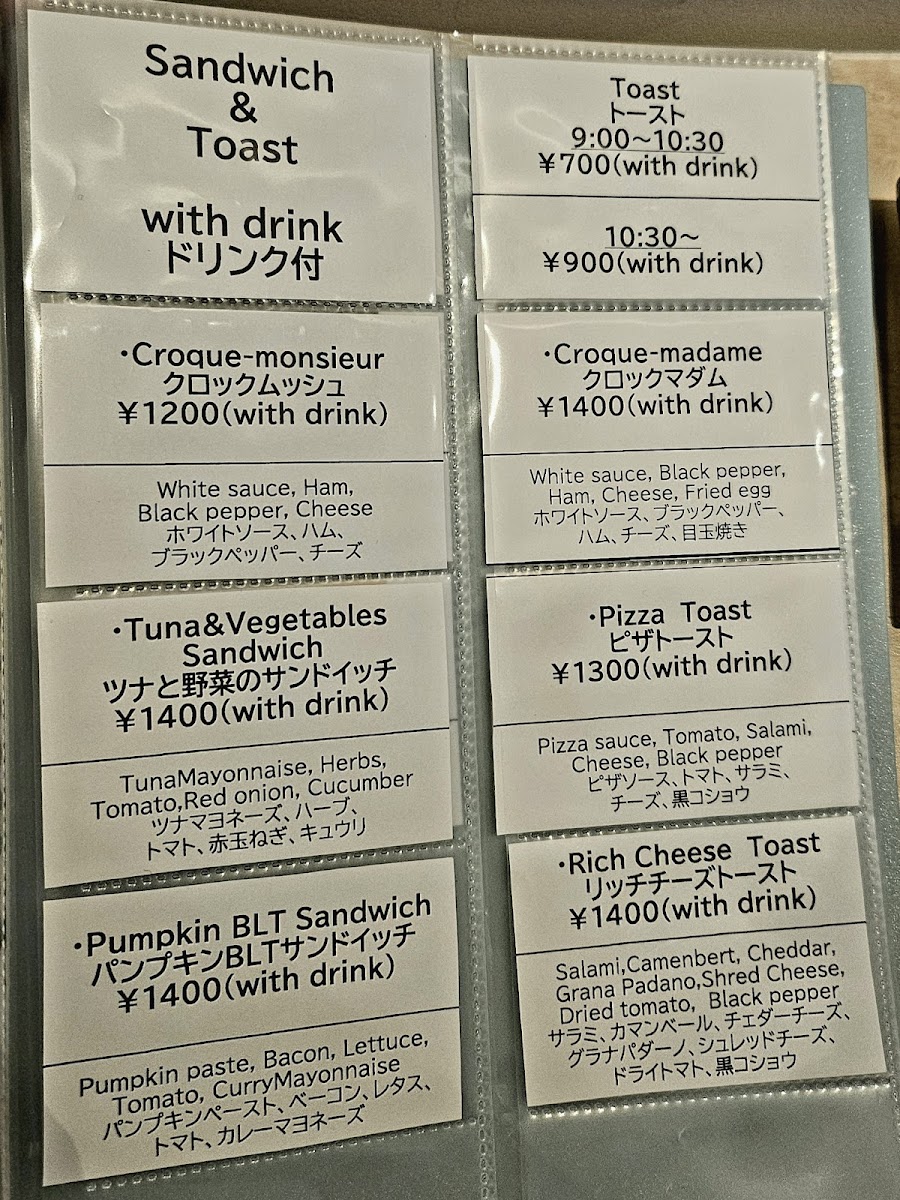 Sandwich
&
Toast
with drink
ドリンク付
Toast
トースト
9:00〜10:30
￥700(with drink)
10:30〜
￥900(with drink)
・Croque-monsieur
クロックムッシュ
￥1200(with drink)
White sauce, Ham,
Black pepper, Cheese
ホワイトソース、ハム、
ブラックペッパー、チーズ
・Croque-madame
クロックマダム
￥1400(with drink)
White sauce, Black pepper,
Ham, Cheese, Fried egg
ホワイトソース、ブラックペッパー、
ハム、チーズ、目玉焼き
・Tuna&Vegetables
Sandwich
ツナと野菜のサンドイッチ
￥1400(with drink)
TunaMayonnaise, Herbs,
Tomato,Red onion, Cucumber
ツナマヨネーズ、ハーブ、
トマト、赤玉ねぎ、キュウリ
・Pizza Toast
ピザトースト
￥1300(with drink)
Pizza sauce, Tomato, Salami,
Cheese, Black pepper
ピザソース、トマト、サラミ、
チーズ、黒コショウ
・Pumpkin BLT Sandwich
パンプキンBLTサンドイッチ
￥1400(with drink)
Pumpkin paste, Bacon, Lettuce,
Tomato, CurryMayonnaise
パンプキンペースト、ベーコン、レタス、
トマト、カレーマヨネーズ
・Rich Cheese Toast
リッチチーズトースト
￥1400(with drink)
Salami,Camenbert, Cheddar,
Grana Padano,Shred Cheese,
Dried tomato, Black pepper
サラミ、カマンベール、チェダーチーズ、
グラナパダーノ、シュレッドチーズ、
ドライトマト、黒コショウ